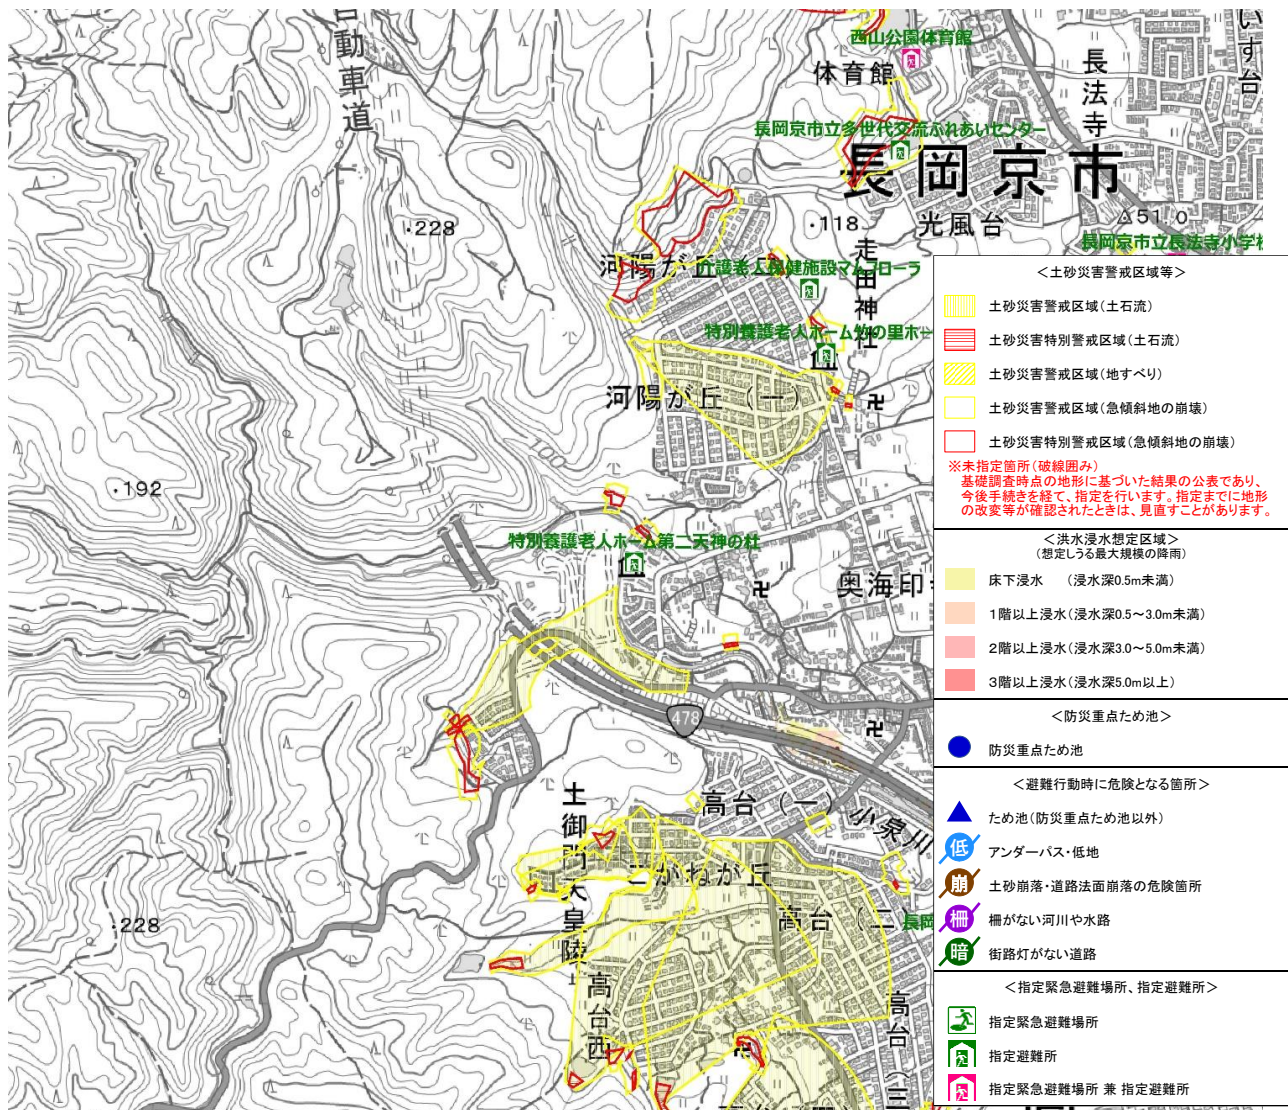 自動車道
西山公園体育館
体育館
長法寺
いす台
長岡京市立多世代交流ふれあいセンター
長岡京市
51.0
・228
・118
光風台
長岡京市立長法寺小学校
走田神社
介護老人保健施設マムフローラ
特別養護老人ホーム竹の里ホー
河陽が丘(一)
・192
特別養護老人ホーム第二天神の杜
奥海印寺
478
高台(一)
小泉川
土御門天皇陵
こがねが丘
高台(二)
長岡
・228
高台西
高台(三
<土砂災害警戒区域等>
土砂災害警戒区域(土石流)
土砂災害特別警戒区域(土石流)
土砂災害警戒区域(地すべり)
土砂災害警戒区域(急傾斜地の崩壊)
土砂災害特別警戒区域(急傾斜地の崩壊)
※未指定箇所(破線囲み)
基礎調査時点の地形に基づいた結果の公表であり、
今後手続きを経て、指定を行います。指定までに地形
の改変等が確認されたときは、見直すことがあります。
<洪水浸水想定区域>
(想定しうる最大規模の降雨)
床下浸水 (浸水深0.5m未満)
1階以上浸水(浸水深0.5~3.0m未満)
2階以上浸水(浸水深3.0~5.0m未満)
3階以上浸水(浸水深5.0m以上)
<防災重点ため池>
防災重点ため池
<避難行動時に危険となる箇所>
ため池(防災重点ため池以外)
低 アンダーパス・低地
崩 土砂崩落・道路法面崩落の危険箇所
柵 柵がない河川や水路
暗 街路灯がない道路
<指定緊急避難場所、指定避難所>
指定緊急避難場所
指定避難所
指定緊急避難場所 兼 指定避難所